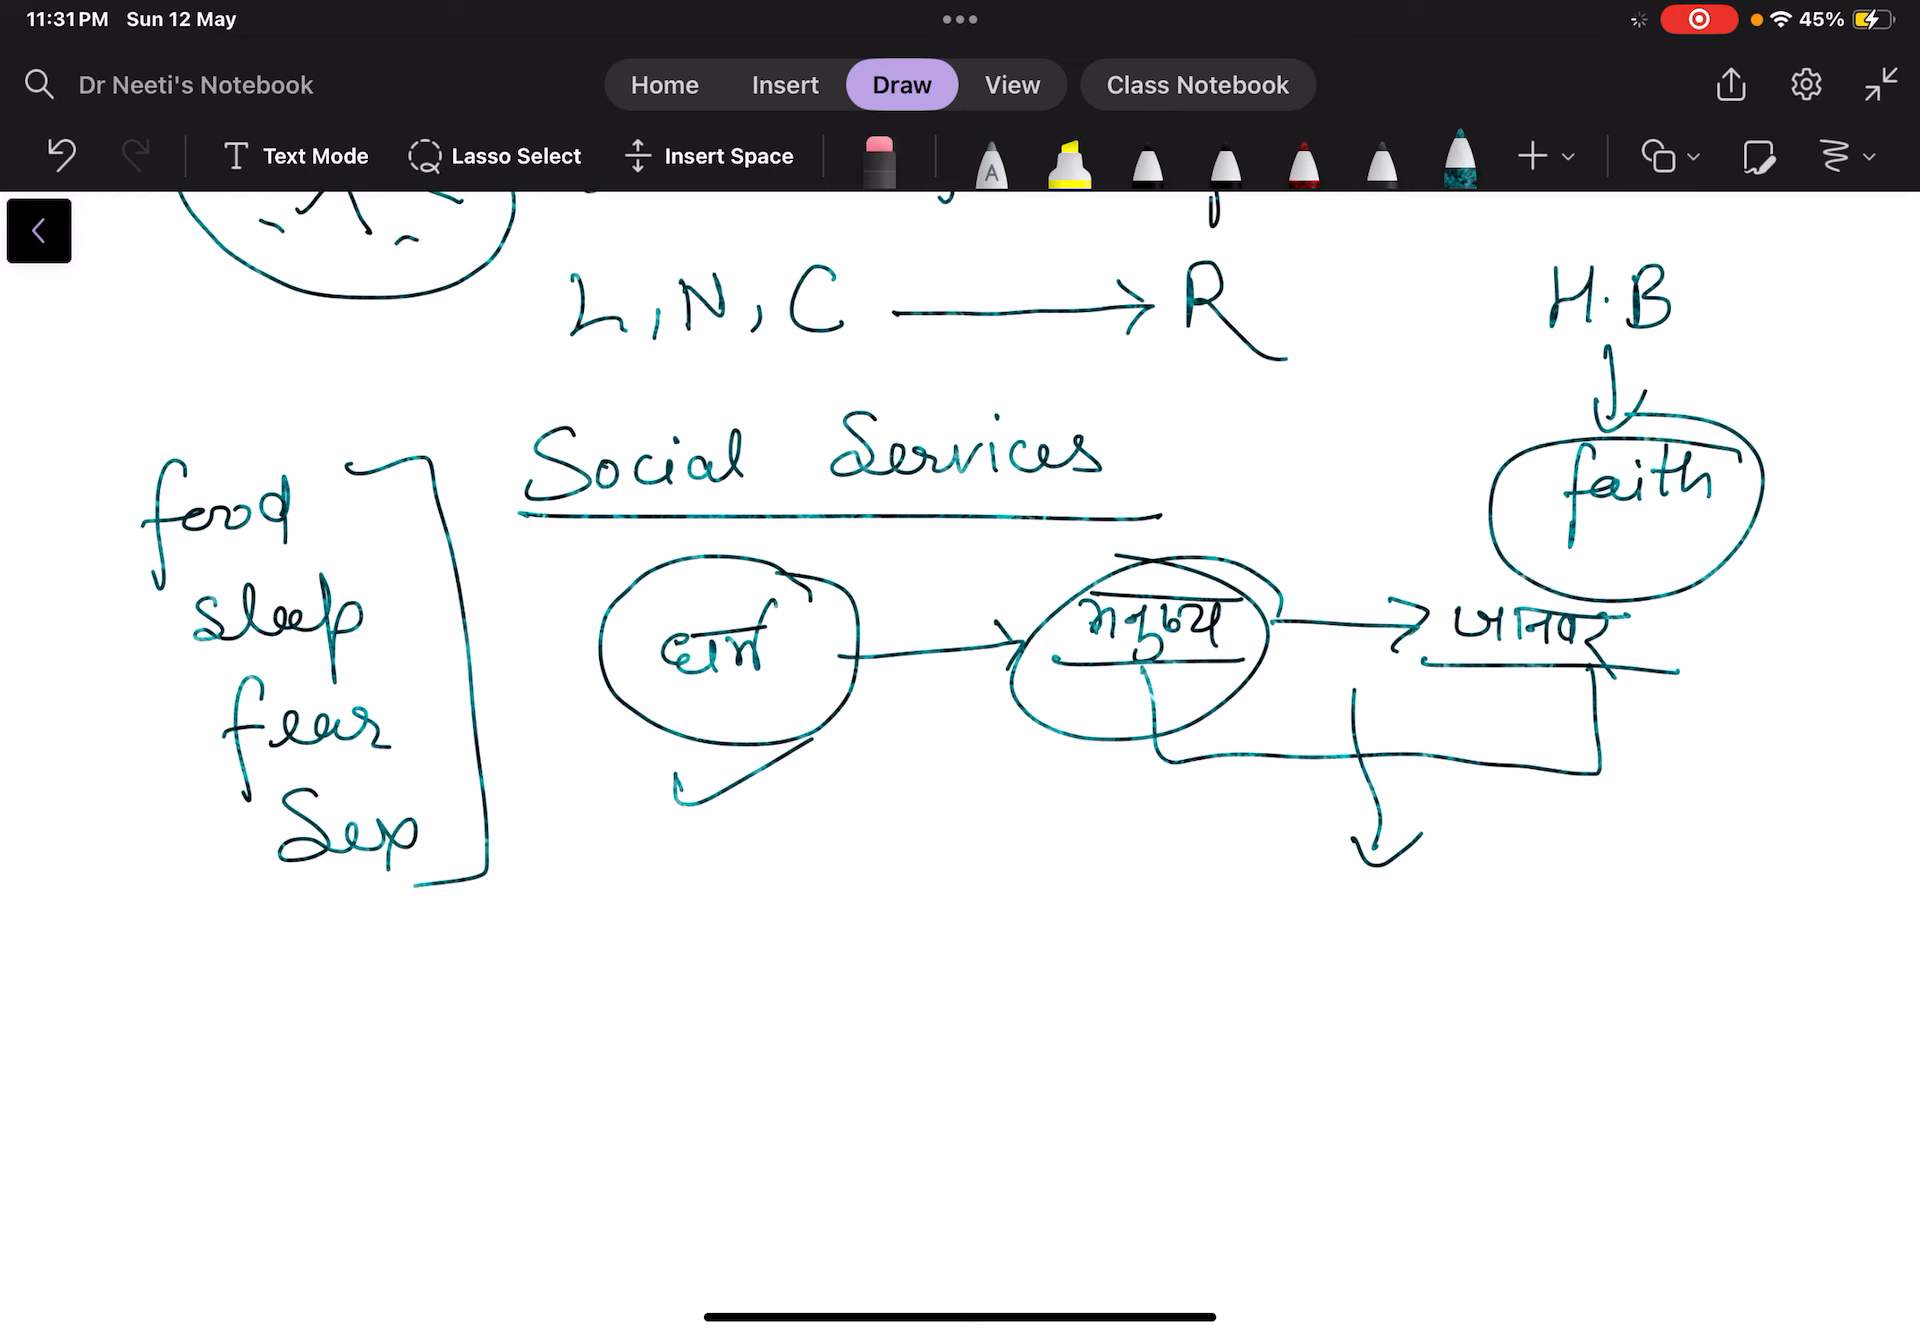 11:31 PM Sun 12 May
45%
Dr Neeti's Notebook
Home Insert Draw View Class Notebook
Text Mode Lasso Select Insert Space
A
L, N, C → R
H.B
faith
Social Services
food
sleep
fear
Sex
धर्म → मनुष्य → जानवर